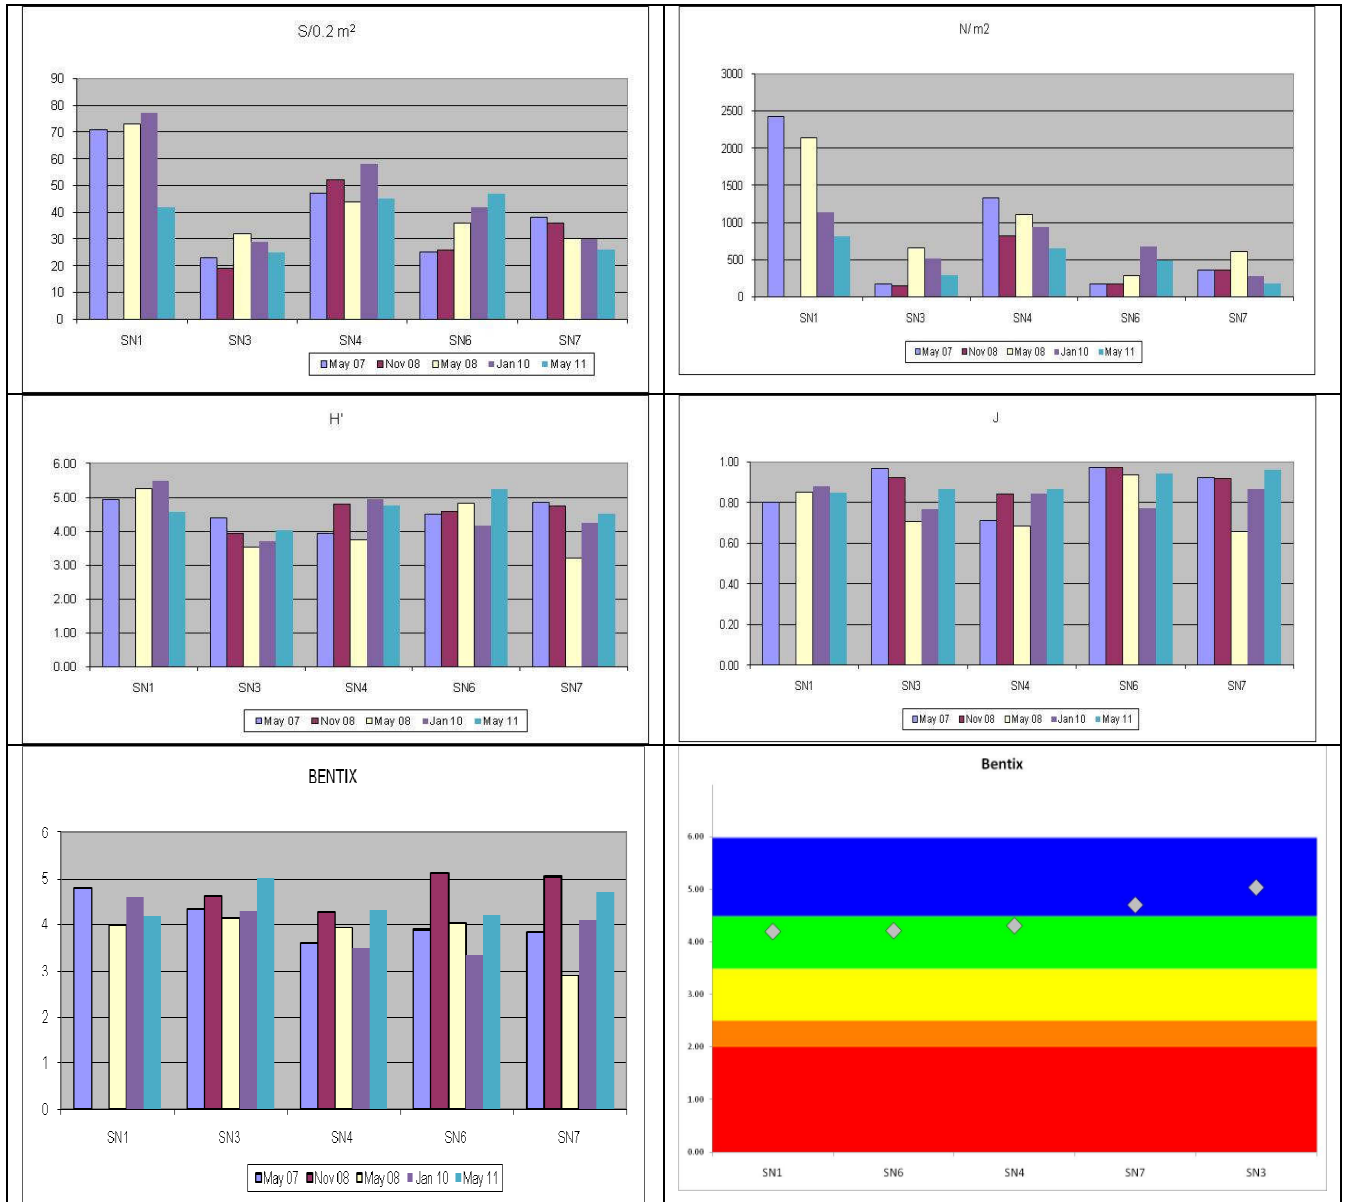 S/0.2 m²
90
80
70
60
50
40
30
20
10
0
SN1 SN3 SN4 SN6 SN7
May 07 Nov 08 May 08 Jan 10 May 11
N/ m2
3000
2500
2000
1500
1000
500
0
SN1 SN3 SN4 SN6 SN7
May 07 Nov 08 May 08 Jan 10 May 11
H'
6.00
5.00
4.00
3.00
2.00
1.00
0.00
SN1 SN3 SN4 SN6 SN7
May 07 Nov 08 May 08 Jan 10 May 11
J
1.00
0.80
0.60
0.40
0.20
0.00
SN1 SN3 SN4 SN6 SN7
May 07 Nov 08 May 08 Jan 10 May 11
BENTIX
6
5
4
3
2
1
0
SN1 SN3 SN4 SN6 SN7
May 07 Nov 08 May 08 Jan 10 May 11
Bentix
6.00
5.00
4.00
3.00
2.00
1.00
0.00
SN1 SN6 SN4 SN7 SN3